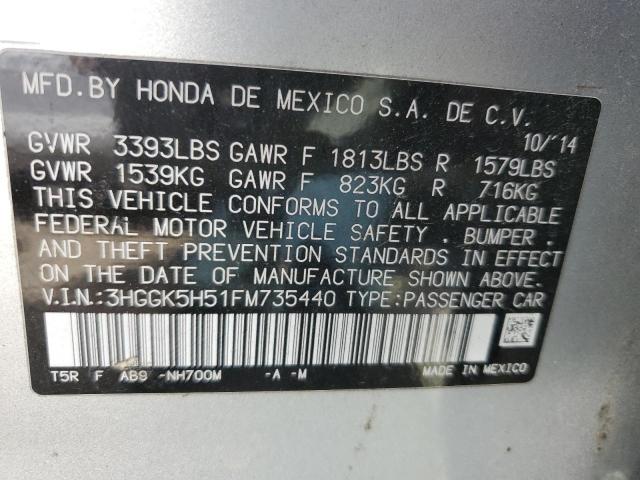 MFD.BY HONDA DE MEXICO S.A. DE C.V.
10/'14
GVWR 3393LBS GAWR F 1813LBS R 1579LBS
GVWR 1539KG GAWR F 823KG R 716KG
THIS VEHICLE CONFORMS TO ALL APPLICABLE
FEDERAL MOTOR VEHICLE SAFETY , BUMPER ,
AND THEFT PREVENTION STANDARDS IN EFFECT
ON THE DATE OF MANUFACTURE SHOWN ABOVE.
V.I.N.:3HGGK5H51FM735440 TYPE:PASSENGER CAR
T5R F AB9 -NH700M -A -M MADE IN MEXICO